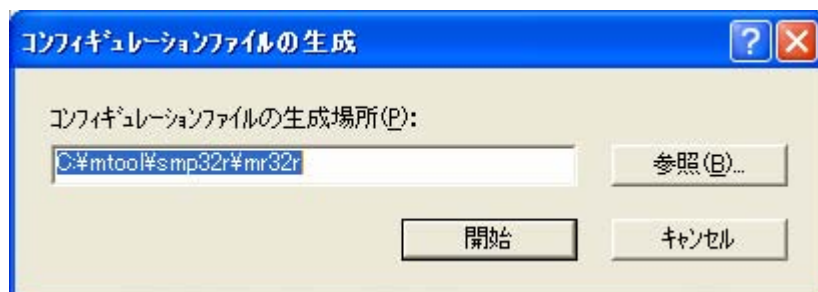 コンフィギュレーションファイルの生成
コンフィギュレーションファイルの生成場所(P):
C:¥mtool¥smp32r¥mr32r
参照(B)...
開始
キャンセル